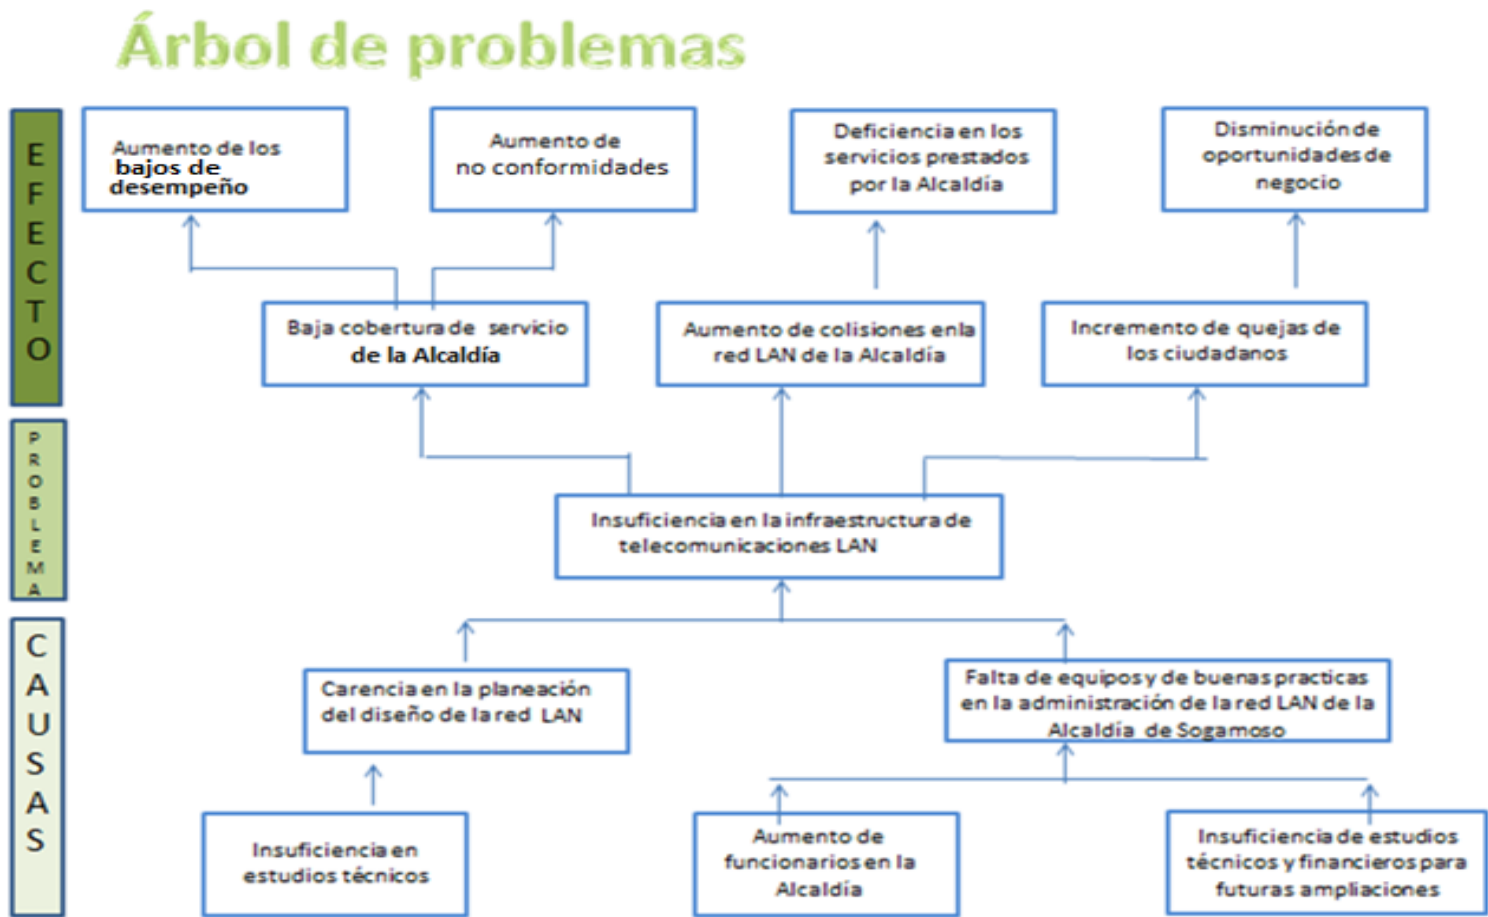 Árbol de problemas
EFECTO
Aumento de los
bajos de
desempeño
Aumento de
no conformidades
Deficiencia en los
servicios prestados
por la Alcaldía
Disminución de
oportunidades de
negocio
Baja cobertura de servicio
de la Alcaldía
Aumento de colisiones enla
red LAN de la Alcaldía
Incremento de quejas de
los ciudadanos
PROBLEMA
Insuficiencia en la infraestructura de
telecomunicaciones LAN
CAUSAS
Carencia en la planeación
del diseño de la red LAN
Falta de equipos y de buenas practicas
en la administración de la red LAN de la
Alcaldía de Sogamoso
Insuficiencia en
estudios técnicos
Aumento de
funcionarios en la
Alcaldía
Insuficiencia de estudios
técnicos y financieros para
futuras ampliaciones